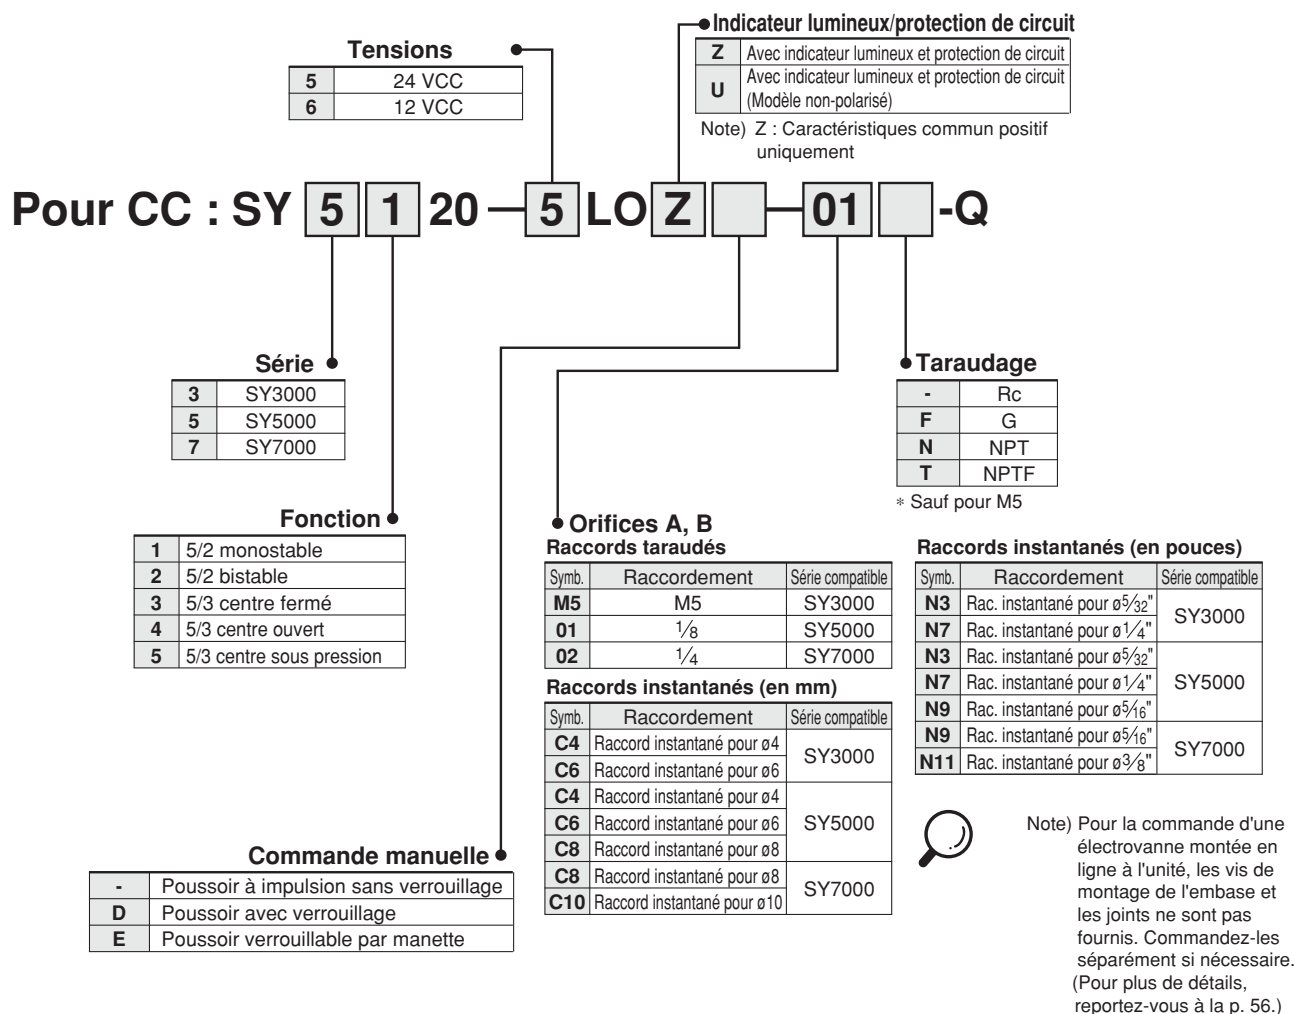 Indicateur lumineux/protection de circuit
Z Avec indicateur lumineux et protection de circuit
U Avec indicateur lumineux et protection de circuit
(Modèle non-polarisé)
Note) Z : Caractéristiques commun positif
uniquement
Tensions
5 24 VCC
6 12 VCC
Pour CC : SY 5 1 20 — 5 LO Z — 01 -Q
Série
3 SY3000
5 SY5000
7 SY7000
Taraudage
- Rc
F G
N NPT
T NPTF
* Sauf pour M5
Fonction
1 5/2 monostable
2 5/2 bistable
3 5/3 centre fermé
4 5/3 centre ouvert
5 5/3 centre sous pression
Orifices A, B
Raccords taraudés
Symb. Raccordement Série compatible
M5 M5 SY3000
01 1/8 SY5000
02 1/4 SY7000
Raccords instantanés (en mm)
Symb. Raccordement Série compatible
C4 Raccord instantané pour ø4
SY3000
C6 Raccord instantané pour ø6
C4 Raccord instantané pour ø4
C6 Raccord instantané pour ø6 SY5000
C8 Raccord instantané pour ø8
C8 Raccord instantané pour ø8
SY7000
C10 Raccord instantané pour ø10
Raccords instantanés (en pouces)
Symb. Raccordement Série compatible
N3 Rac. instantané pour ø5/32"
SY3000
N7 Rac. instantané pour ø1/4"
N3 Rac. instantané pour ø5/32"
N7 Rac. instantané pour ø1/4" SY5000
N9 Rac. instantané pour ø5/16"
N9 Rac. instantané pour ø5/16"
SY7000
N11 Rac. instantané pour ø3/8"
Commande manuelle
- Poussoir à impulsion sans verrouillage
D Poussoir avec verrouillage
E Poussoir verrouillable par manette
Note) Pour la commande d'une
électrovanne montée en
ligne à l'unité, les vis de
montage de l'embase et
les joints ne sont pas
fournis. Commandez-les
séparément si nécessaire.
(Pour plus de détails,
reportez-vous à la p. 56.)